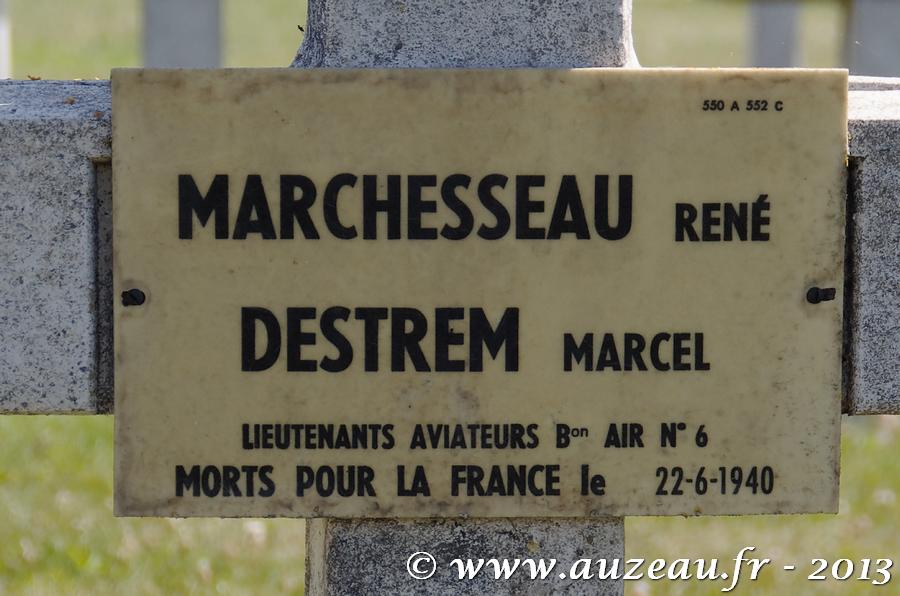 550 A 552 C
MARCHESSEAU RENÉ
DESTREM MARCEL
LIEUTENANTS AVIATEURS Bon AIR N° 6
MORTS POUR LA FRANCE le 22-6-1940
© www.auzeau.fr - 2013